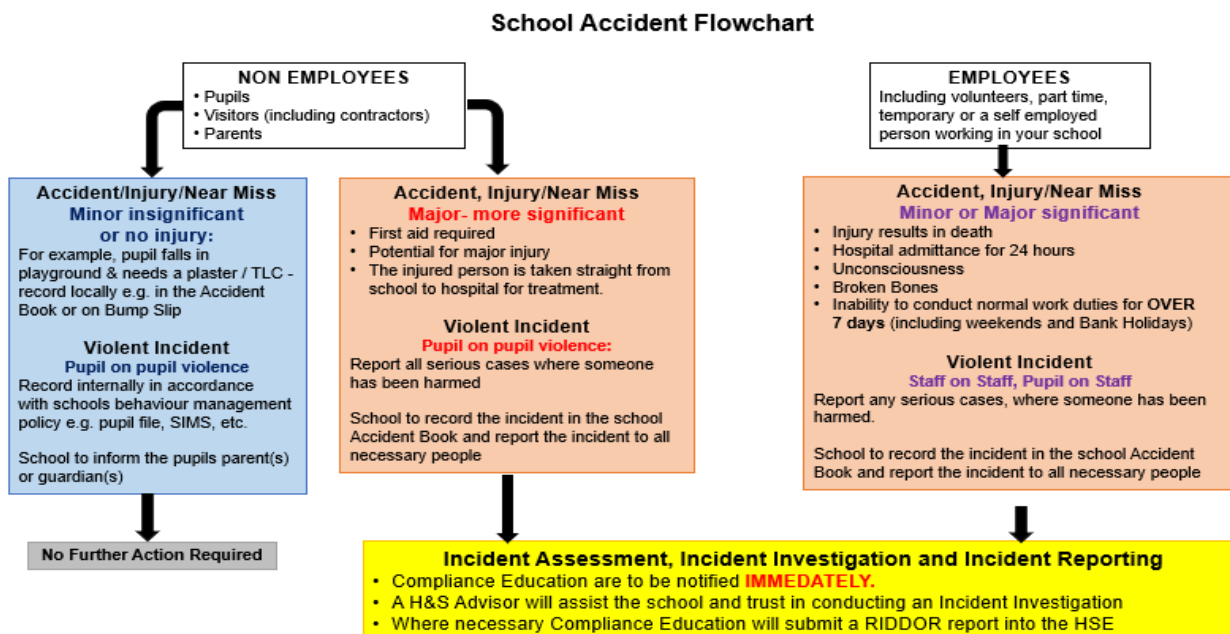 School Accident Flowchart
NON EMPLOYEES
• Pupils
• Visitors (including contractors)
• Parents
EMPLOYEES
Including volunteers, part time,
temporary or a self employed
person working in your school
Accident/Injury/Near Miss
Minor insignificant
or no injury:
For example, pupil falls in
playground & needs a plaster / TLC -
record locally e.g. in the Accident
Book or on Bump Slip
Violent Incident
Pupil on pupil violence
Record internally in accordance
with schools behaviour management
policy e.g. pupil file, SIMS, etc.
School to inform the pupils parent(s)
or guardian(s)
No Further Action Required
Accident, Injury/Near Miss
Major- more significant
• First aid required
• Potential for major injury
• The injured person is taken straight from
school to hospital for treatment.
Violent Incident
Pupil on pupil violence:
Report all serious cases where someone
has been harmed
School to record the incident in the school
Accident Book and report the incident to all
necessary people
Accident, Injury/Near Miss
Minor or Major significant
• Injury results in death
• Hospital admittance for 24 hours
• Unconsciousness
• Broken Bones
• Inability to conduct normal work duties for OVER
7 days (including weekends and Bank Holidays)
Violent Incident
Staff on Staff, Pupil on Staff
Report any serious cases, where someone has been
harmed.
School to record the incident in the school Accident
Book and report the incident to all necessary people
Incident Assessment, Incident Investigation and Incident Reporting
• Compliance Education are to be notified IMMEDIATELY.
• A H&S Advisor will assist the school and trust in conducting an Incident Investigation
• Where necessary Compliance Education will submit a RIDDOR report into the HSE